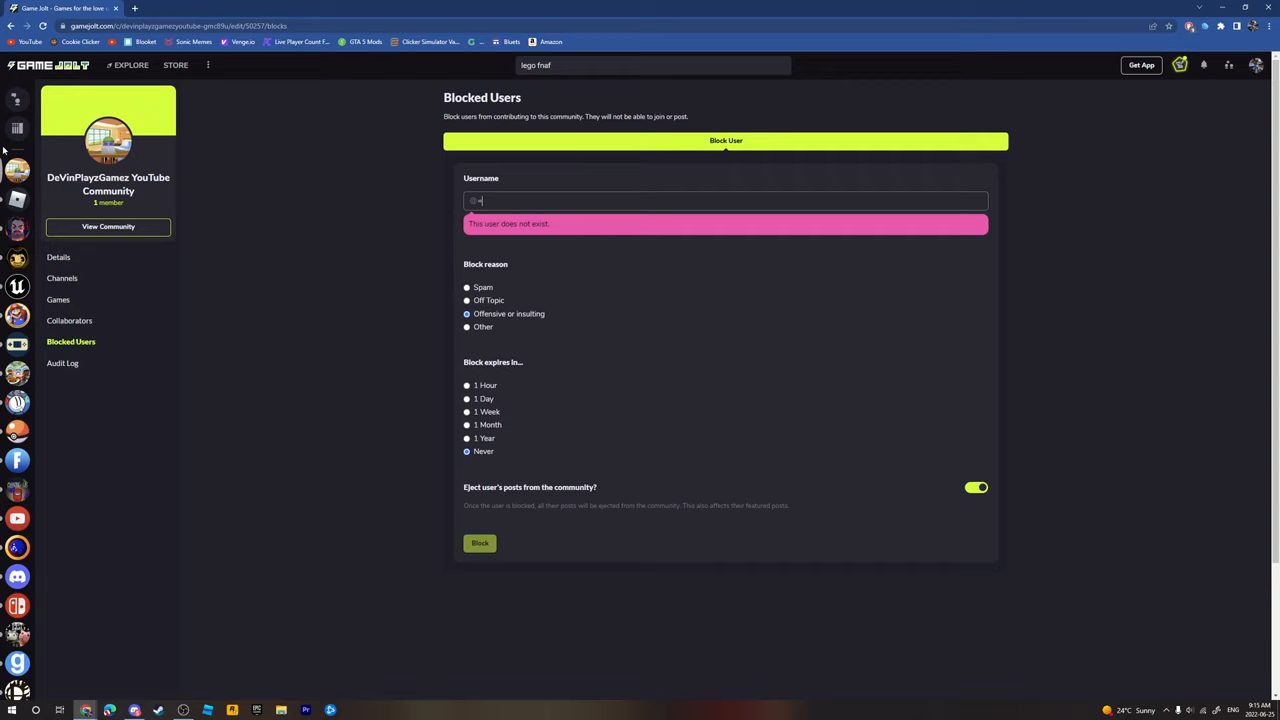 Game Jolt - Games for the love
gamejolt.com/c/devinplayzgamezyoutube-gmc89u/edit/50257/blocks
YouTube
Cookie Clicker
Blooket
Sonic Memes
Venge.io
Live Player Count F...
GTA 5 Mods
Clicker Simulator Va...
G ...
Bluets
Amazon
GAME JOLT
EXPLORE
STORE
lego fnaf
Get App
DeVinPlayzGamez YouTube
Community
1 member
View Community
Details
Channels
Games
Collaborators
Blocked Users
Audit Log
Blocked Users
Block users from contributing to this community. They will not be able to join or post.
Block User
Username
@=
This user does not exist.
Block reason
Spam
Off Topic
Offensive or insulting
Other
Block expires in...
1 Hour
1 Day
1 Week
1 Month
1 Year
Never
Eject user's posts from the community?
Once the user is blocked, all their posts will be ejected from the community. This also affects their featured posts.
Block
24°C Sunny
ENG
9:15 AM
2022-06-25